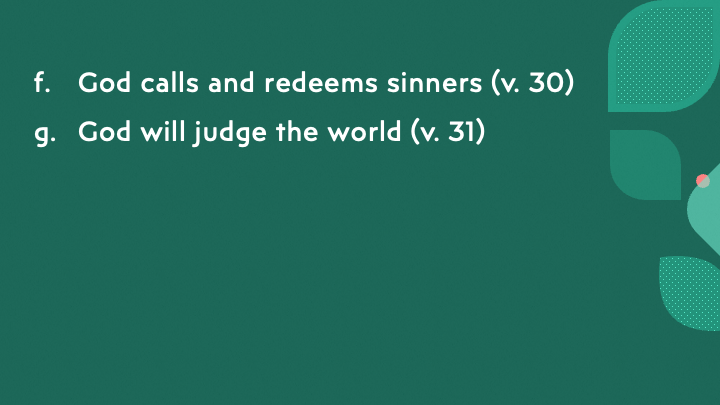 f. God calls and redeems sinners (v. 30)
g. God will judge the world (v. 31)